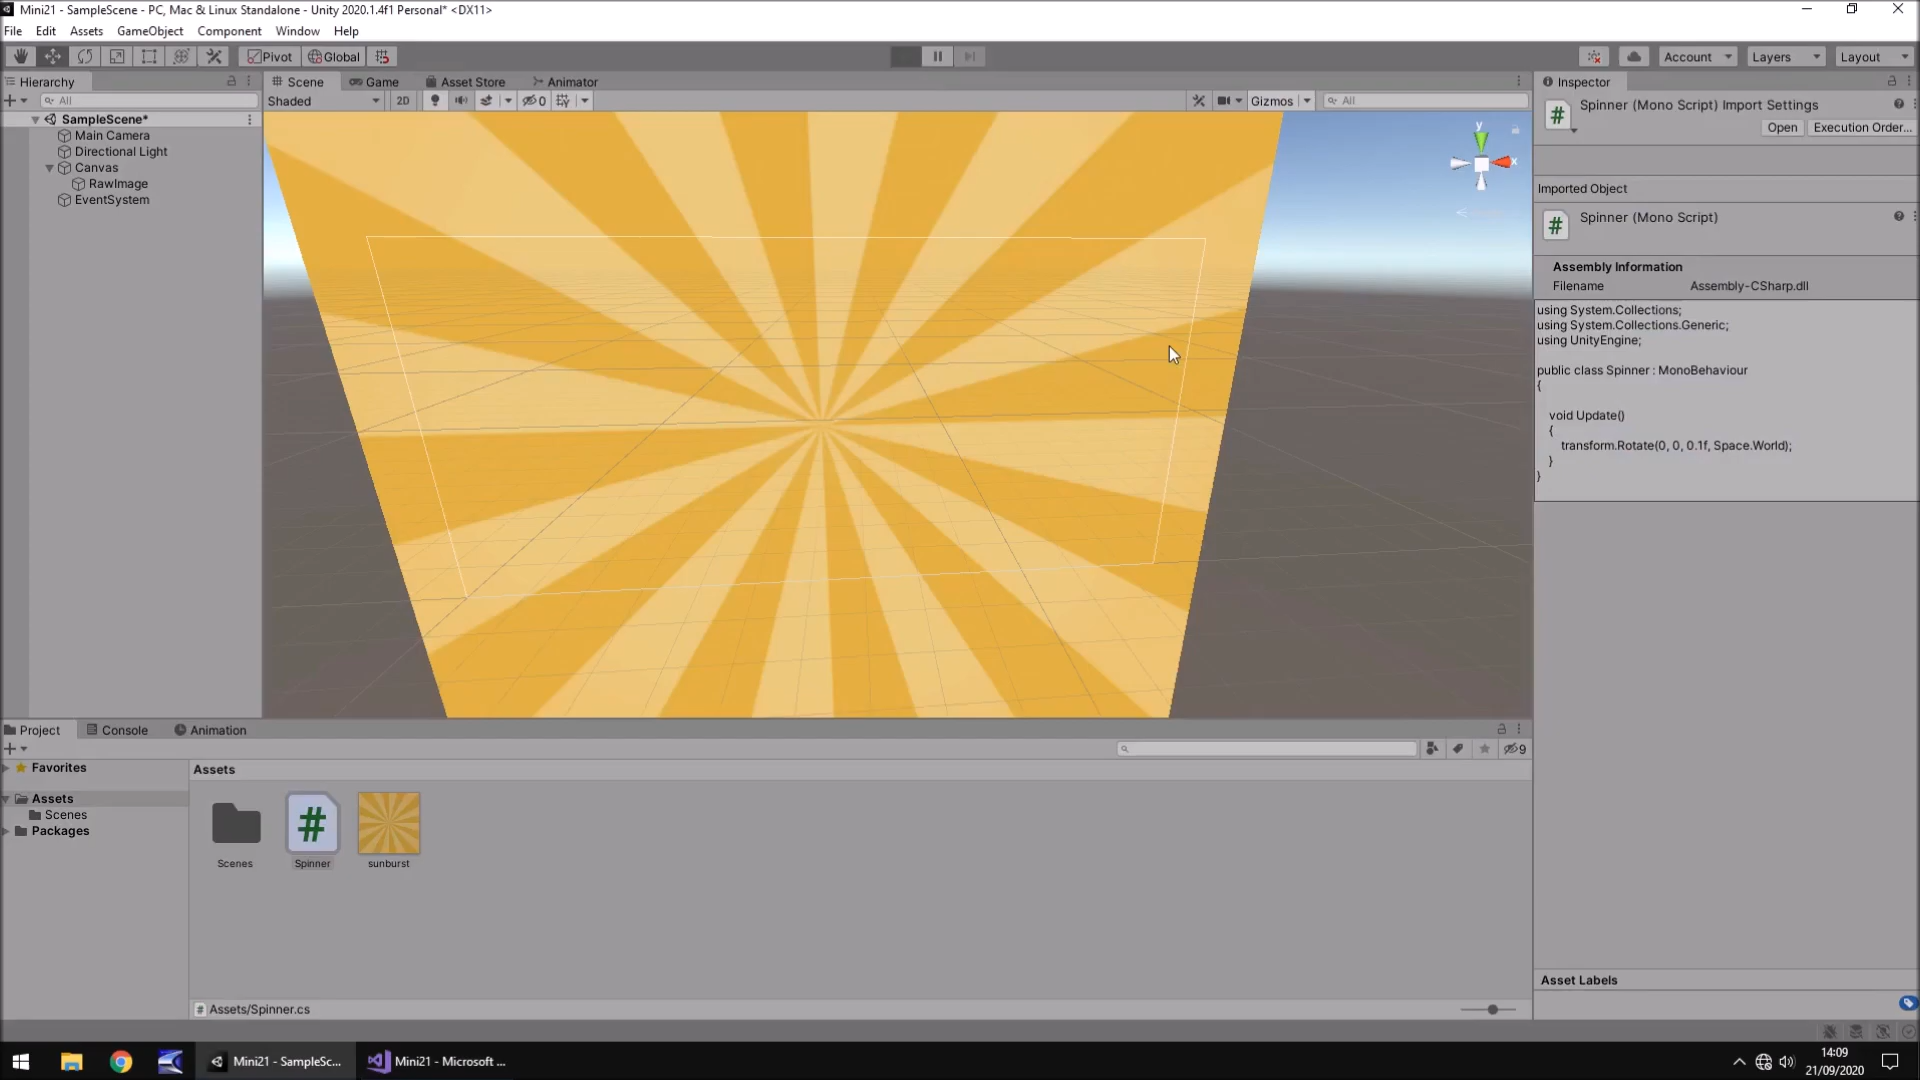 Mini21 - SampleScene - PC, Mac & Linux Standalone - Unity 2020.1.4f1 Personal* <DX11>
File Edit Assets GameObject Component Window Help
Pivot Global Account Layers Layout
Hierarchy
All
SampleScene*
Main Camera
Directional Light
Canvas
RawImage
EventSystem
Scene Game Asset Store Animator
Shaded 2D 0 Gizmos All
y
x
Inspector
Spinner (Mono Script) Import Settings
Open Execution Order...
Imported Object
Spinner (Mono Script)
Assembly Information
Filename Assembly-CSharp.dll
using System.Collections;
using System.Collections.Generic;
using UnityEngine;
public class Spinner : MonoBehaviour
{
void Update()
{
transform.Rotate(0, 0, 0.1f, Space.World);
}
}
Project Console Animation
9
Favorites
Assets
Scenes
Packages
Assets
Scenes Spinner sunburst
Assets/Spinner.cs
Asset Labels
Mini21 - SampleSc... Mini21 - Microsoft ...
14:09
21/09/2020